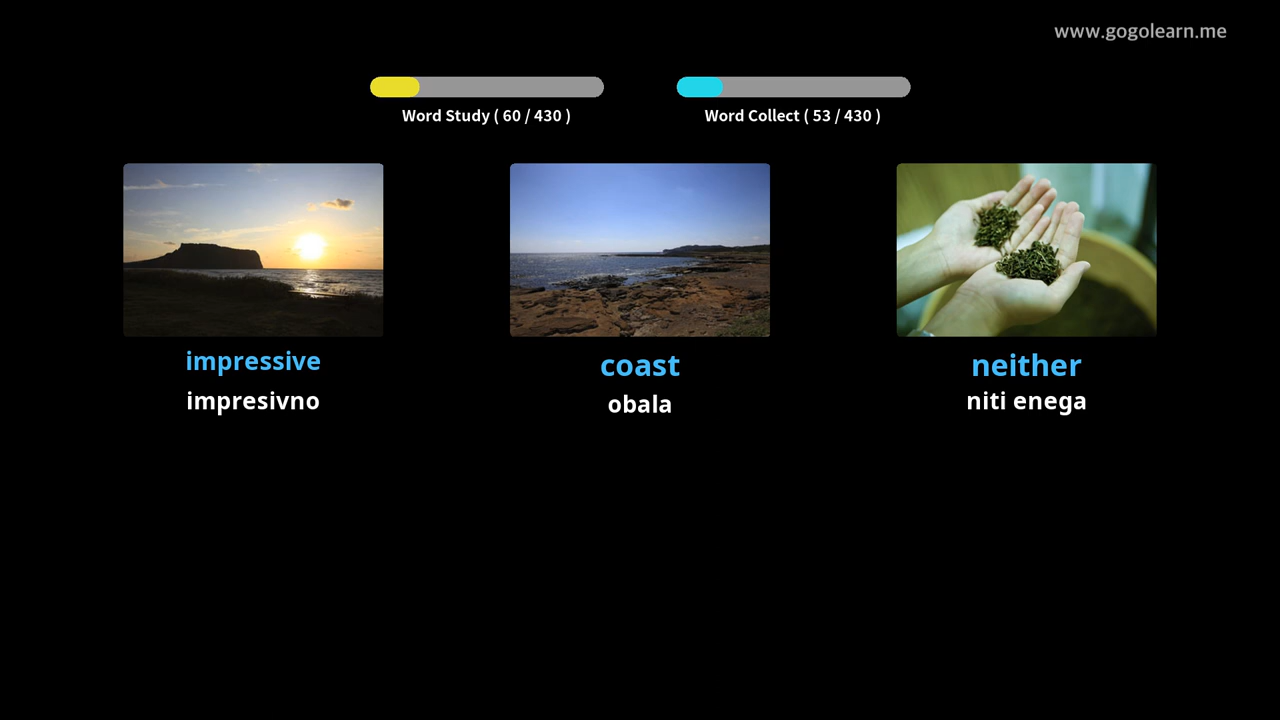 www.gogolearn.me
Word Study ( 60 / 430 )
Word Collect ( 53 / 430 )
impressive
impresivno
coast
obala
neither
niti enega